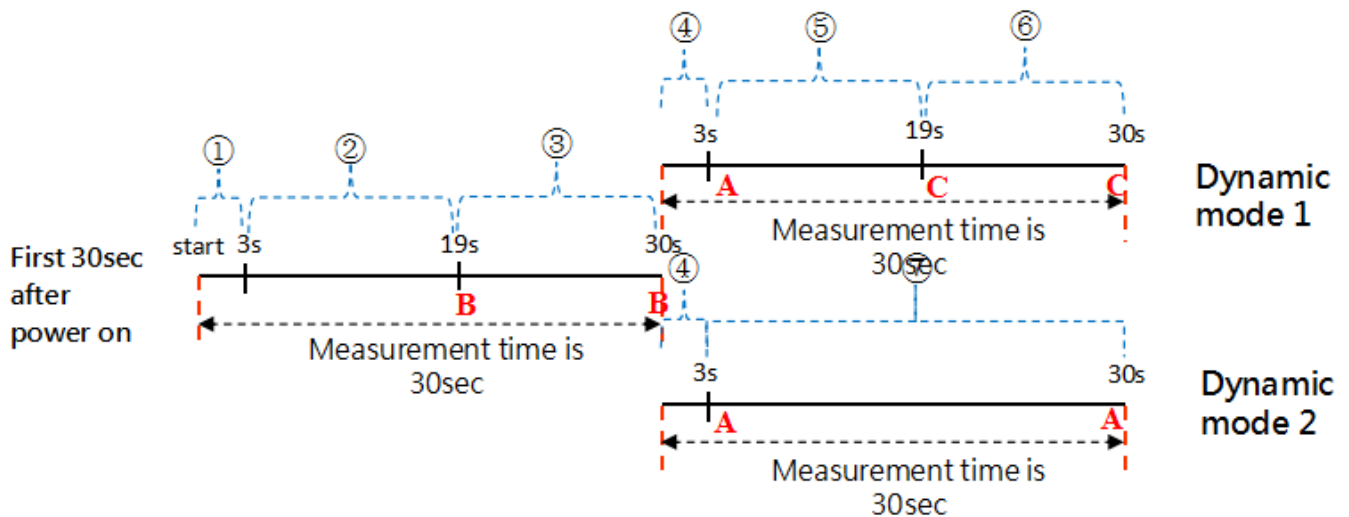 ④ ⑤ ⑥
3s 19s 30s
A C C
Measurement time is
30sec
Dynamic
mode 1
① ② ③
start 3s 19s 30s
First 30sec
after
power on
B B
Measurement time is
30sec
④ ⑦
3s 30s
A A
Measurement time is
30sec
Dynamic
mode 2